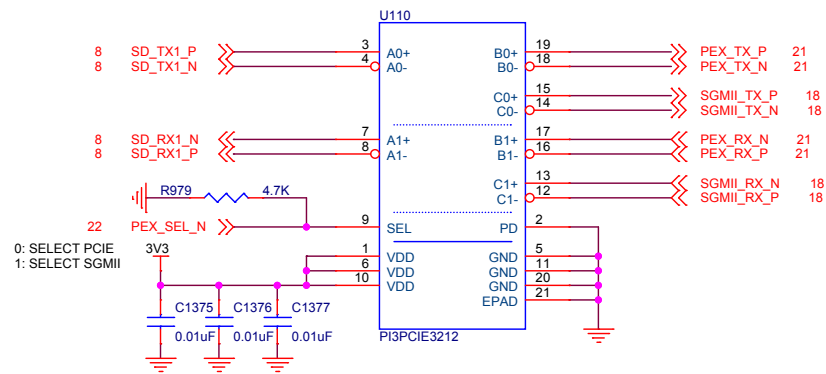 U110
8 SD_TX1_P 3 A0+ B0+ 19 PEX_TX_P 21
8 SD_TX1_N 4 A0- B0- 18 PEX_TX_N 21
C0+ 15 SGMII_TX_P 18
C0- 14 SGMII_TX_N 18
8 SD_RX1_N 7 A1+ B1+ 17 PEX_RX_N 21
8 SD_RX1_P 8 A1- B1- 16 PEX_RX_P 21
C1+ 13 SGMII_RX_N 18
R979 4.7K C1- 12 SGMII_RX_P 18
22 PEX_SEL_N 9 SEL PD 2
0: SELECT PCIE 3V3
1: SELECT SGMII
1 VDD GND 5
6 VDD GND 11
10 VDD GND 20
EPAD 21
C1375 C1376 C1377
0.01uF 0.01uF 0.01uF
PI3PCIE3212